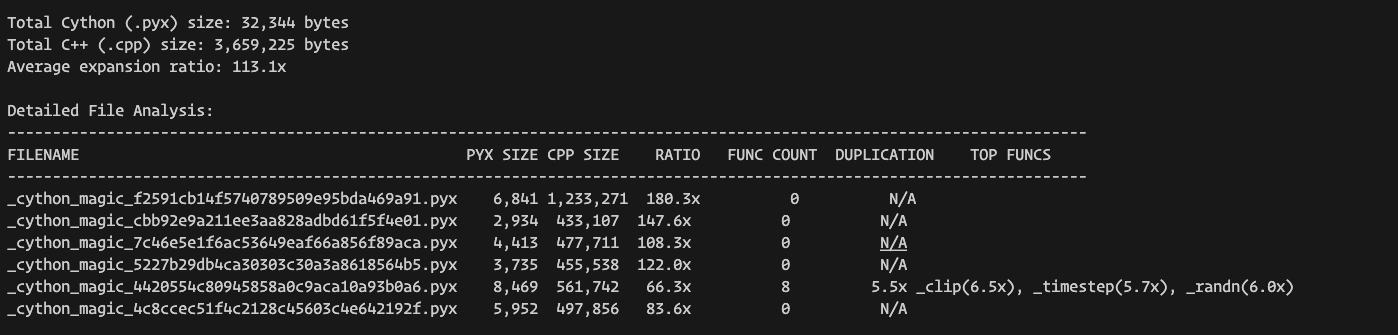 Total Cython (.pyx) size: 32,344 bytes
Total C++ (.cpp) size: 3,659,225 bytes
Average expansion ratio: 113.1x
Detailed File Analysis:
------------------------------------------------------------------------------------------------------------------------
FILENAME PYX SIZE CPP SIZE RATIO FUNC COUNT DUPLICATION TOP FUNCS
------------------------------------------------------------------------------------------------------------------------
_cython_magic_f2591cb14f5740789509e95bda469a91.pyx 6,841 1,233,271 180.3x 0 N/A
_cython_magic_cbb92e9a211ee3aa828adbd61f5f4e01.pyx 2,934 433,107 147.6x 0 N/A
_cython_magic_7c46e5e1f6ac53649eaf66a856f89aca.pyx 4,413 477,711 108.3x 0 N/A
_cython_magic_5227b29db4ca30303c30a3a8618564b5.pyx 3,735 455,538 122.0x 0 N/A
_cython_magic_4420554c80945858a0c9aca10a93b0a6.pyx 8,469 561,742 66.3x 8 5.5x _clip(6.5x), _timestep(5.7x), _randn(6.0x)
_cython_magic_4c8ccec51f4c2128c45603c4e642192f.pyx 5,952 497,856 83.6x 0 N/A